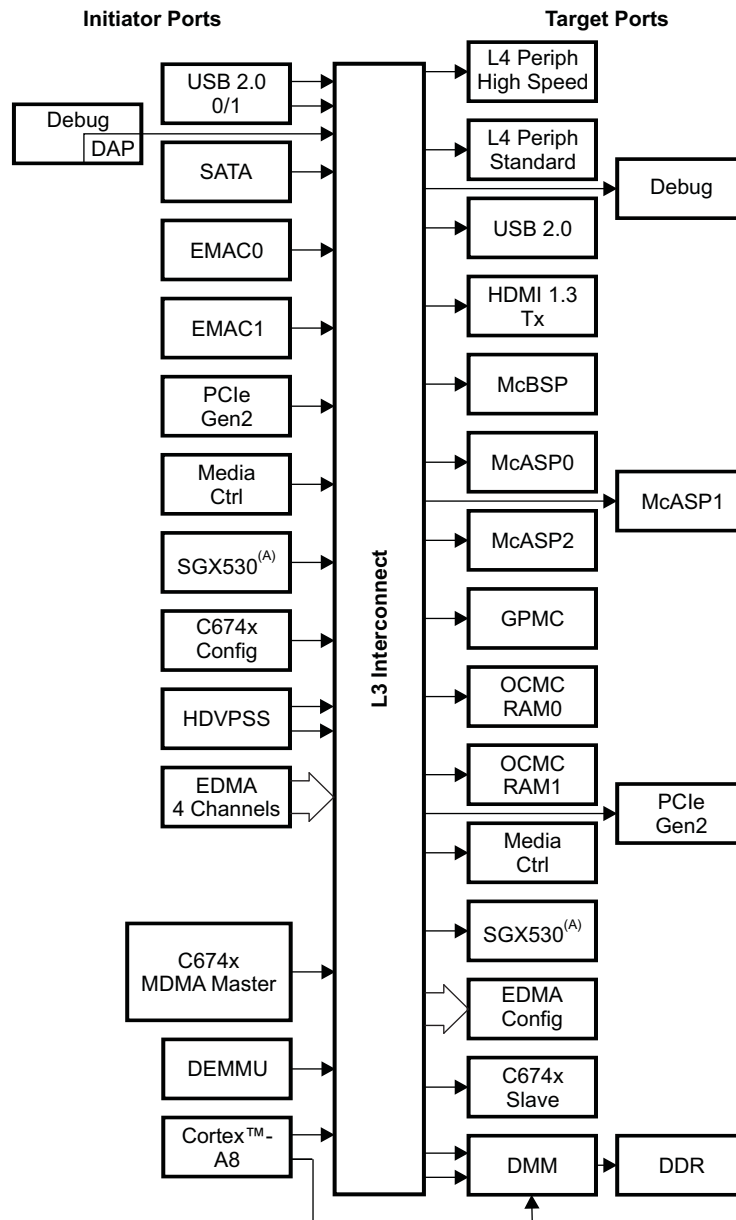 Initiator Ports
Target Ports
USB 2.0
0/1
Debug
DAP
SATA
EMAC0
EMAC1
PCIe
Gen2
Media
Ctrl
SGX530(A)
C674x
Config
HDVPSS
EDMA
4 Channels
C674x
MDMA Master
DEMMU
Cortex™-
A8
L3 Interconnect
L4 Periph
High Speed
L4 Periph
Standard
Debug
USB 2.0
HDMI 1.3
Tx
McBSP
McASP0
McASP1
McASP2
GPMC
OCMC
RAM0
OCMC
RAM1
PCIe
Gen2
Media
Ctrl
SGX530(A)
EDMA
Config
C674x
Slave
DMM
DDR